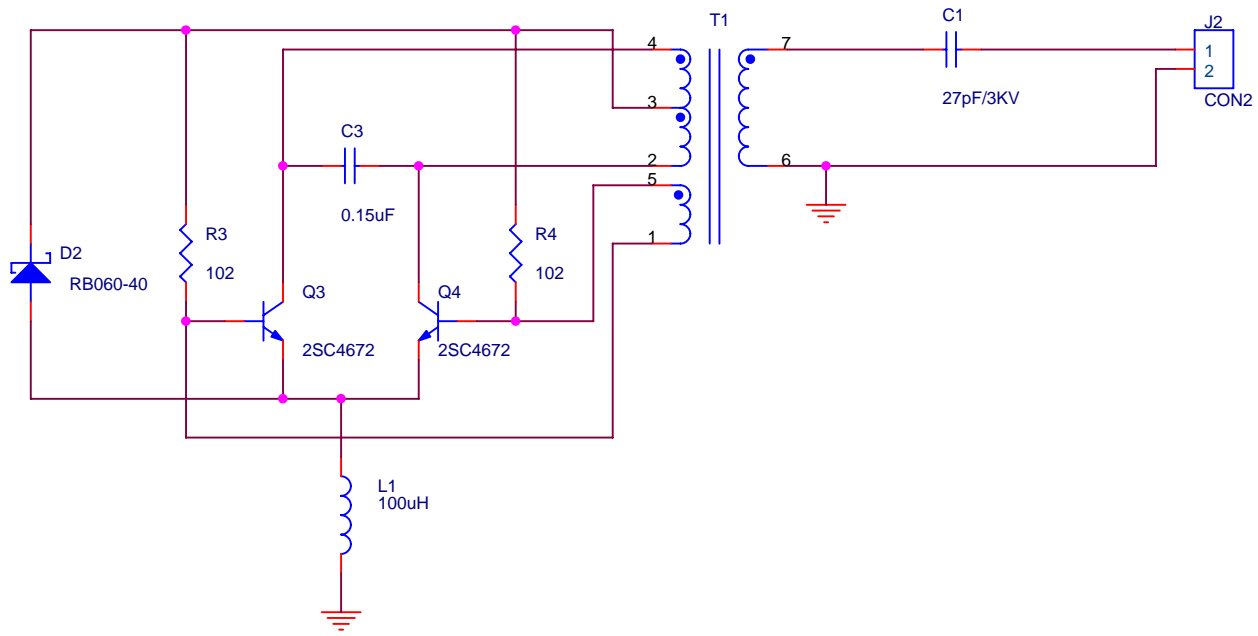 T1
C1
J2
4
7
1
2
3
27pF/3KV
CON2
C3
2
6
5
0.15uF
D2
R3
R4
1
RB060-40
102
102
Q3
Q4
2SC4672
2SC4672
L1
100uH